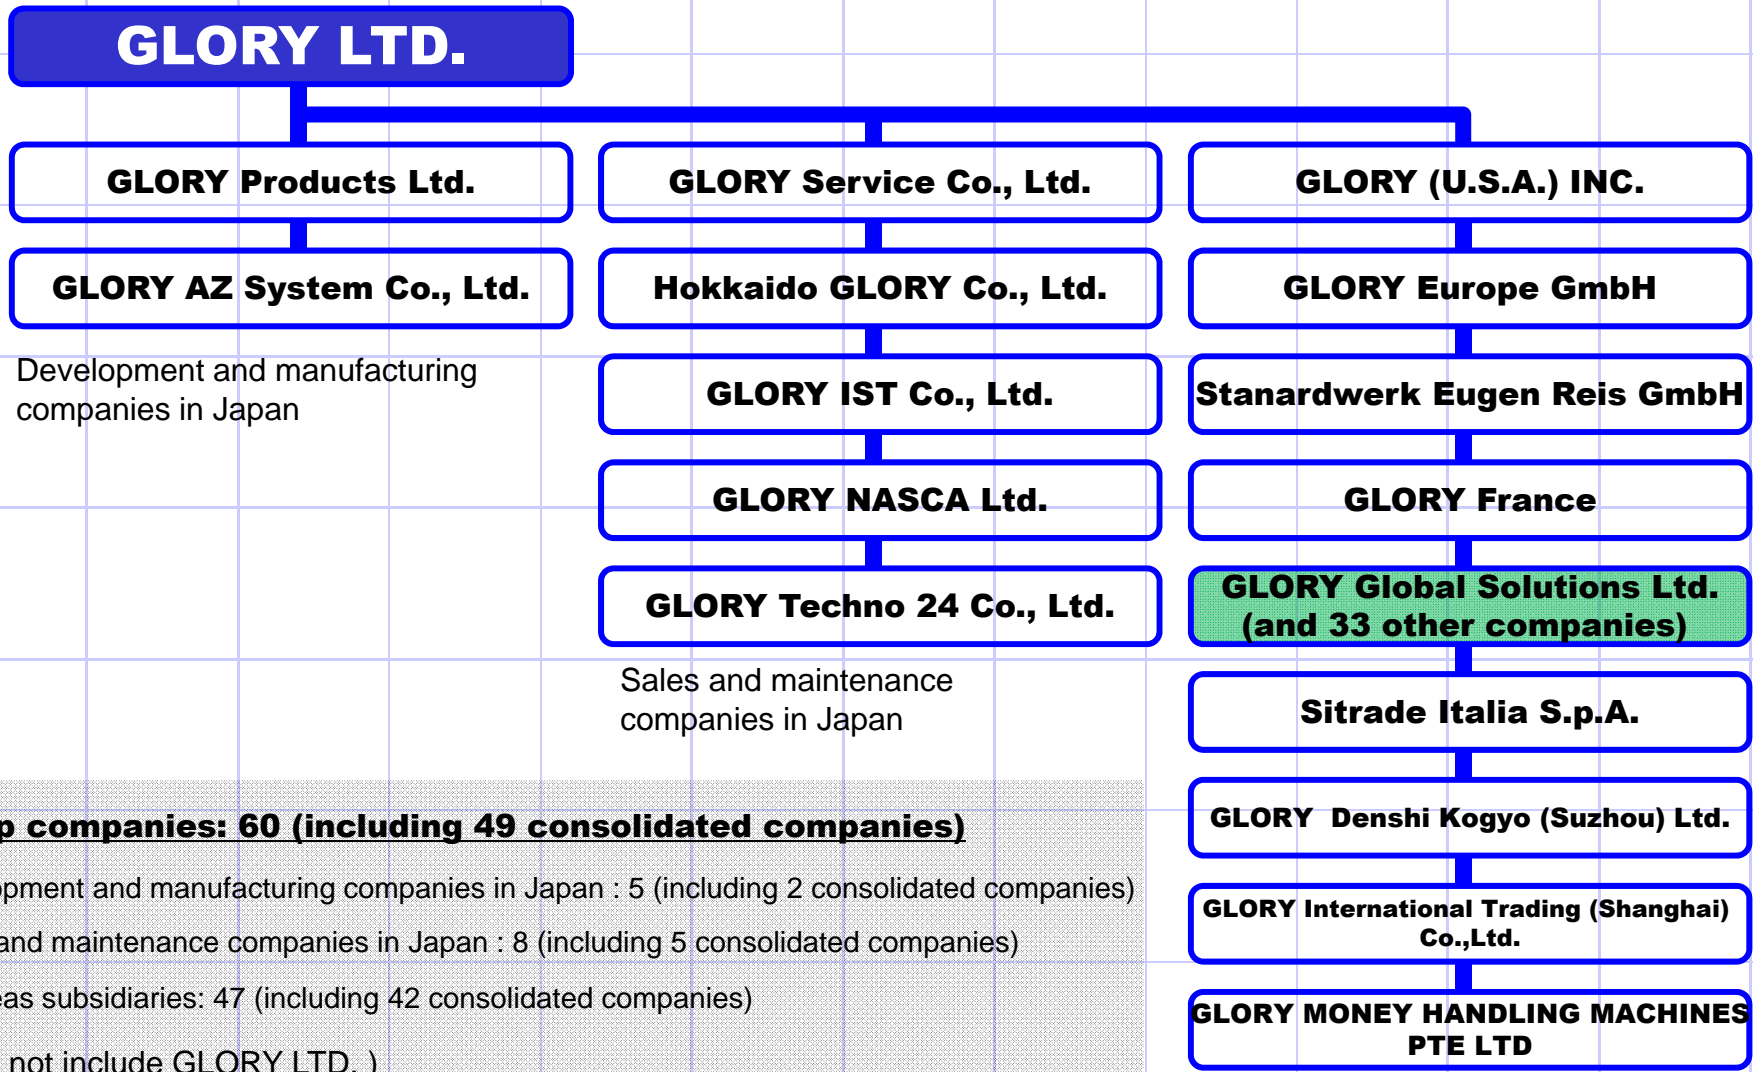 GLORY LTD.
GLORY Products Ltd.
GLORY AZ System Co., Ltd.
Development and manufacturing
companies in Japan
GLORY Service Co., Ltd.
Hokkaido GLORY Co., Ltd.
GLORY IST Co., Ltd.
GLORY NASCA Ltd.
GLORY Techno 24 Co., Ltd.
Sales and maintenance
companies in Japan
GLORY (U.S.A.) INC.
GLORY Europe GmbH
Stanardwerk Eugen Reis GmbH
GLORY France
GLORY Global Solutions Ltd.
(and 33 other companies)
Sitrade Italia S.p.A.
GLORY Denshi Kogyo (Suzhou) Ltd.
GLORY International Trading (Shanghai)
Co.,Ltd.
GLORY MONEY HANDLING MACHINES
PTE LTD
p companies: 60 (including 49 consolidated companies)
opment and manufacturing companies in Japan : 5 (including 2 consolidated companies)
and maintenance companies in Japan : 8 (including 5 consolidated companies)
eas subsidiaries: 47 (including 42 consolidated companies)
not include GLORY LTD. )